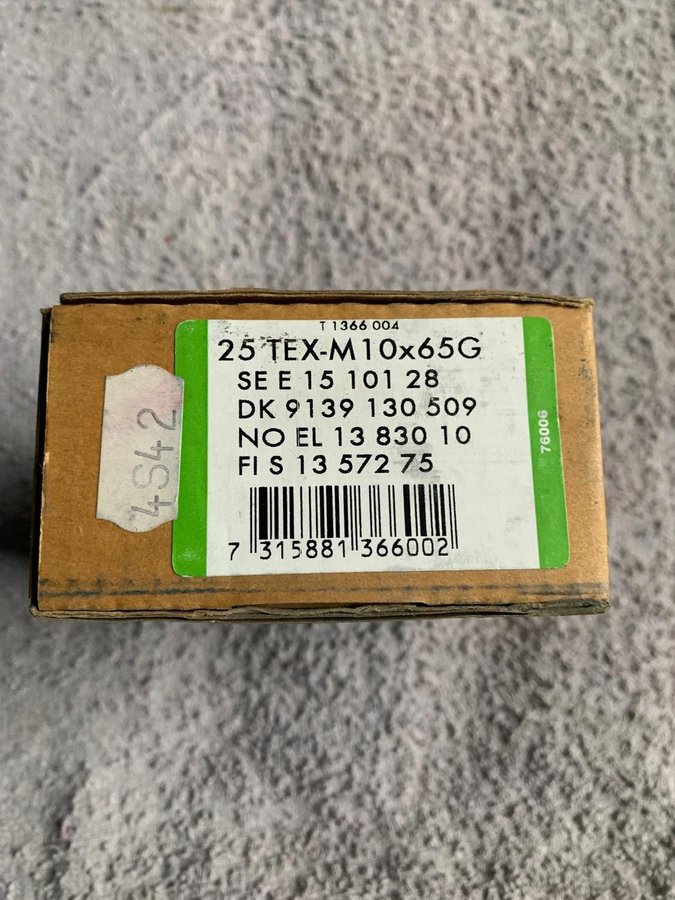 T 1366 004
25 TEX-M10x65G
SE E 15 101 28
DK 9139 130 509
NO EL 13 830 10
FI S 13 572 75
7 315881 366002
76006
4S42